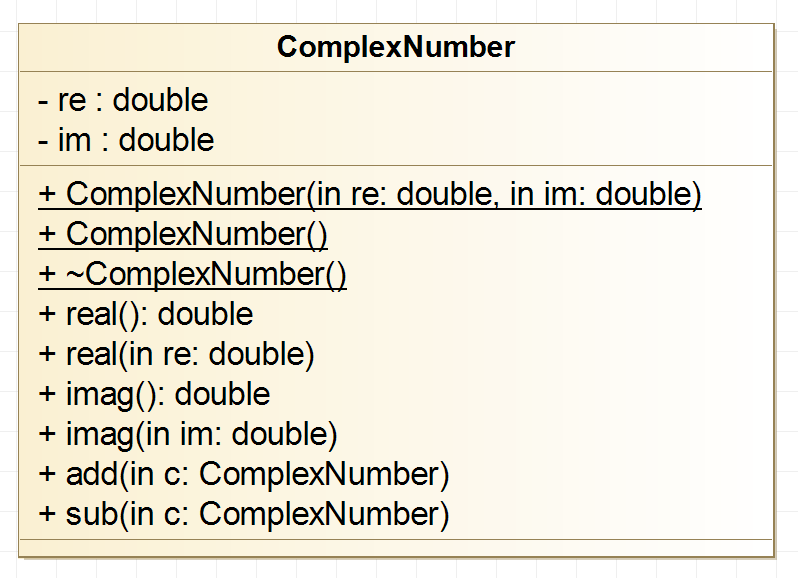 ComplexNumber
- re : double
- im : double
+ ComplexNumber(in re: double, in im: double)
+ ComplexNumber()
+ ~ComplexNumber()
+ real(): double
+ real(in re: double)
+ imag(): double
+ imag(in im: double)
+ add(in c: ComplexNumber)
+ sub(in c: ComplexNumber)